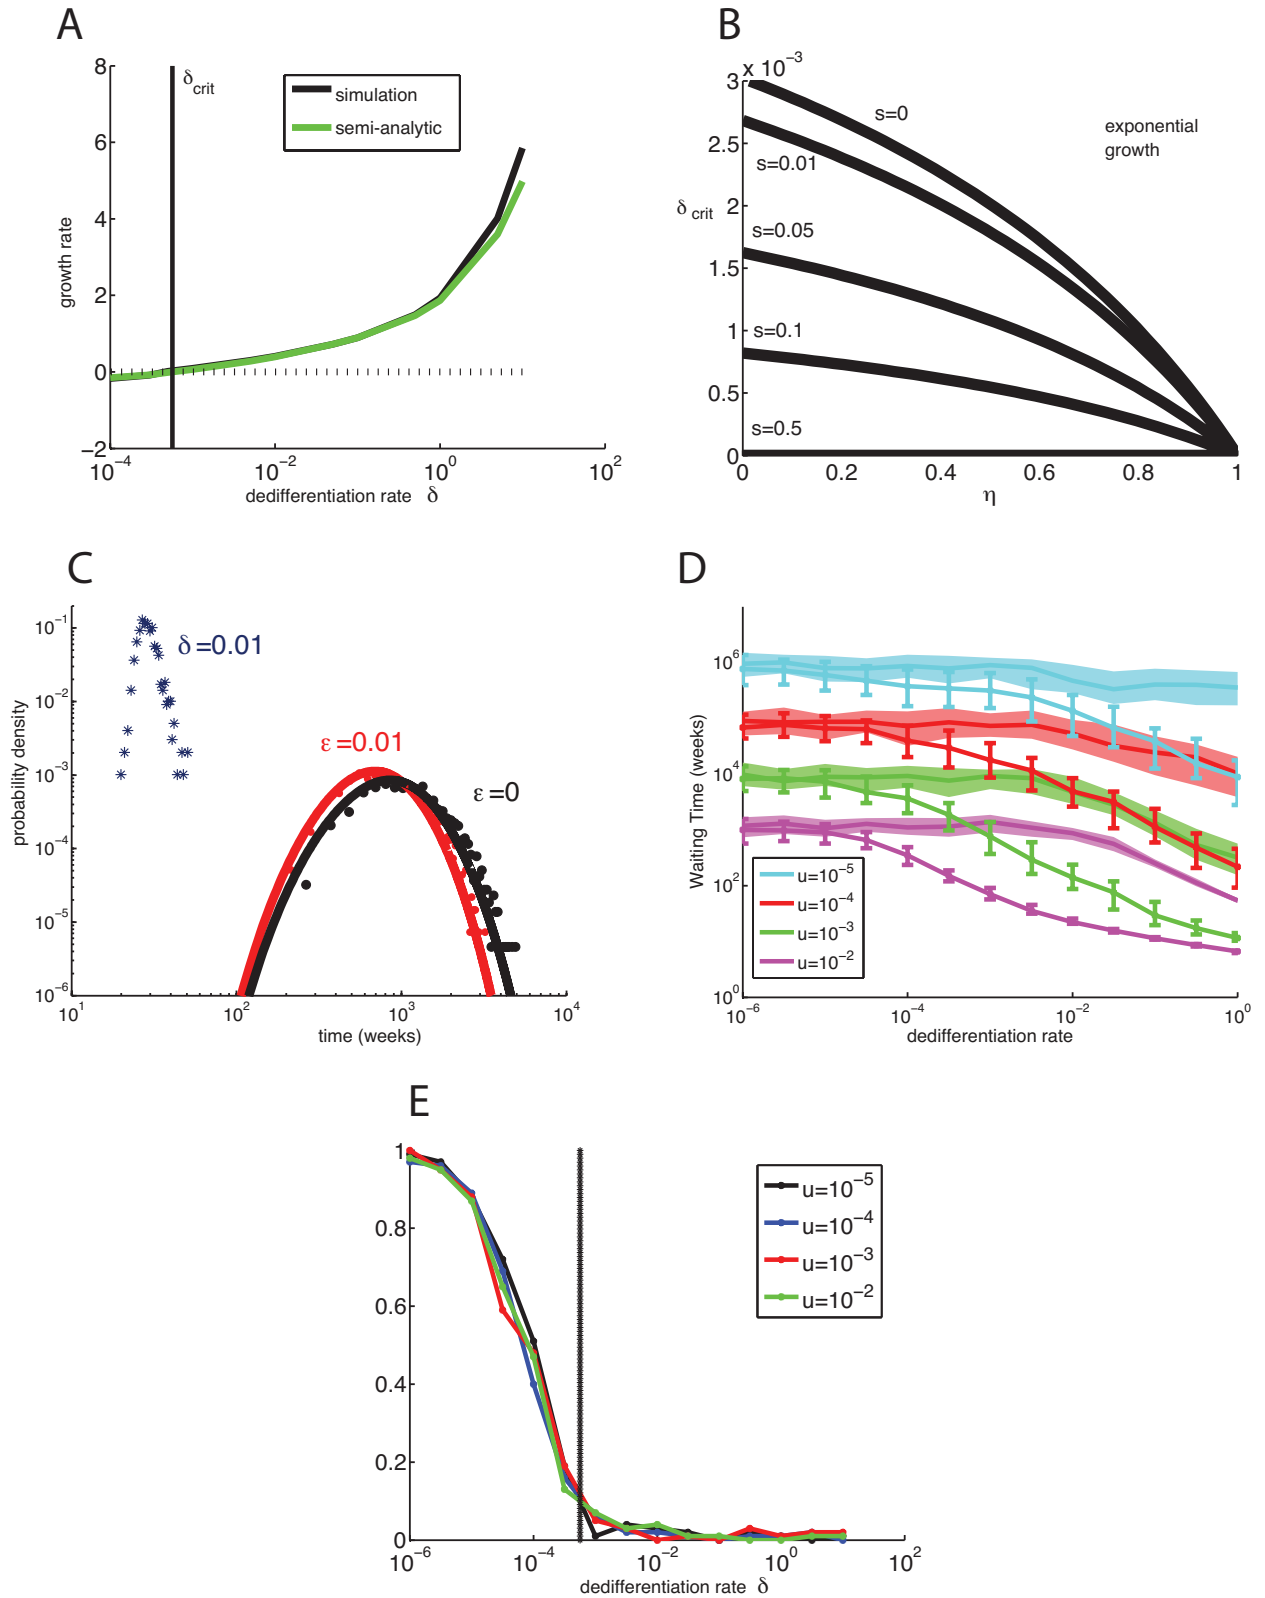 A
8
6
4
2
0
−2
growth rate
δcrit
simulation
semi-analytic
10⁻⁴
10⁻²
10⁰
10²
dedifferentiation rate δ
B
x 10⁻³
3
2.5
2
1.5
1
0.5
0
δ crit
s=0
s=0.01
s=0.05
s=0.1
s=0.5
exponential
growth
0
0.2
0.4
0.6
0.8
1
η
C
10⁻¹
10⁻²
10⁻³
10⁻⁴
10⁻⁵
10⁻⁶
probability density
δ =0.01
ε =0.01
ε =0
10¹
10²
10³
10⁴
time (weeks)
D
10⁶
10⁴
10²
10⁰
Waiting Time (weeks)
u=10⁻⁵
u=10⁻⁴
u=10⁻³
u=10⁻²
10⁻⁶
10⁻⁴
10⁻²
10⁰
dedifferentiation rate
E
1
0.8
0.6
0.4
0.2
0
u=10⁻⁵
u=10⁻⁴
u=10⁻³
u=10⁻²
10⁻⁶
10⁻⁴
10⁻²
10⁰
10²
dedifferentiation rate δ